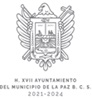 H. XVII AYUNTAMIENTO
DEL MUNICIPIO DE LA PAZ B. C. S.
2021-2024